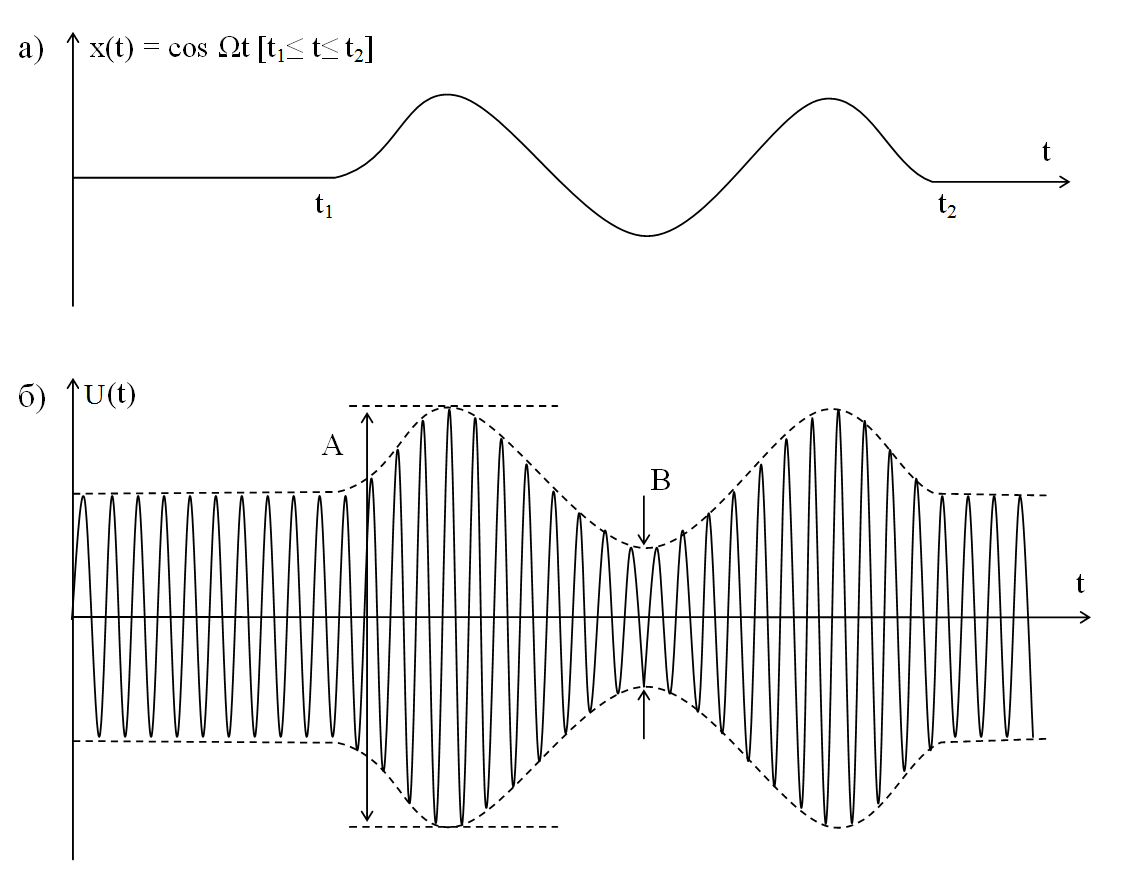 а) x(t) = cos Ωt [t₁≤ t≤ t₂]
t
t₁
t₂
б) U(t)
A
B
t